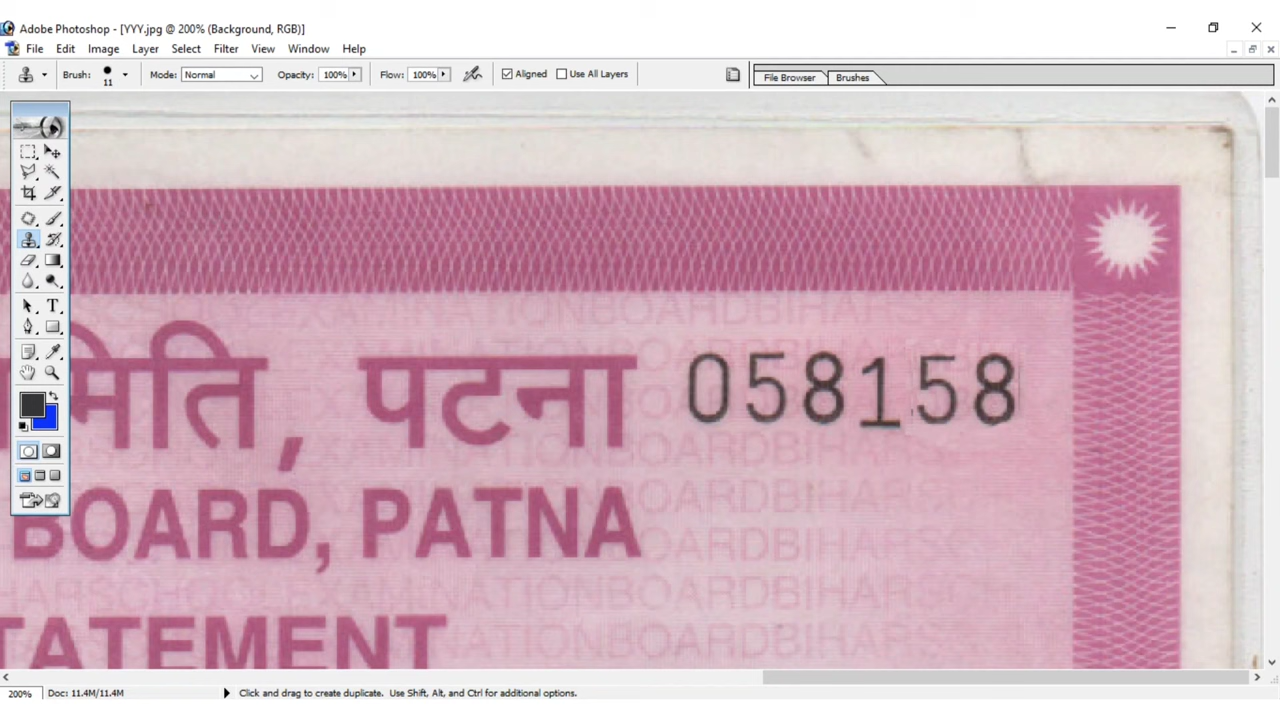 Adobe Photoshop - [YYY.jpg @ 200% (Background, RGB)]
File Edit Image Layer Select Filter View Window Help
Brush: 11 Mode: Normal Opacity: 100% Flow: 100% Aligned Use All Layers File Browser Brushes
मिति, पटना 058158
BOARD, PATNA
TATEMENT
200% Doc: 11.4M/11.4M Click and drag to create duplicate. Use Shift, Alt, and Ctrl for additional options.